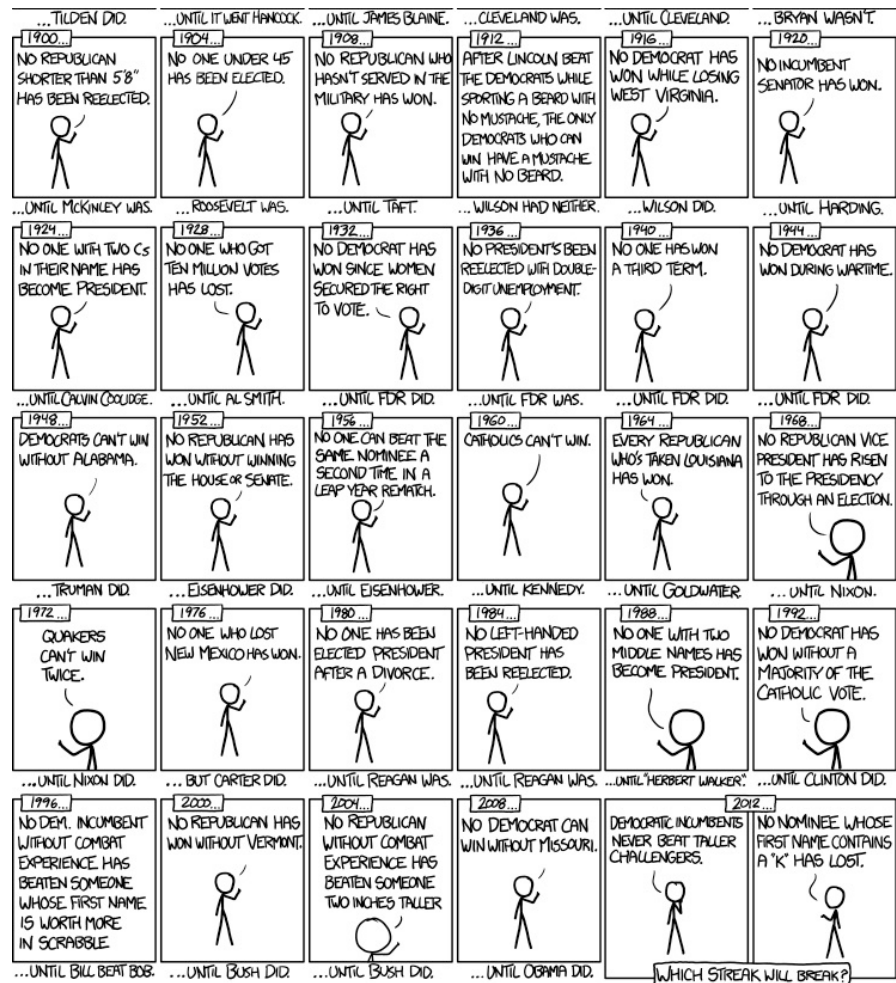 ...TILDEN DID.
...UNTIL IT WENT HANCOCK.
...UNTIL JAMES BLAINE.
...CLEVELAND WAS.
...UNTIL CLEVELAND.
...BRYAN WASN'T.
1900...
NO REPUBLICAN
SHORTER THAN 5'8"
HAS BEEN REELECTED.
...UNTIL McKINLEY WAS.
1904...
NO ONE UNDER 45
HAS BEEN ELECTED.
...ROOSEVELT WAS.
1908...
NO REPUBLICAN WHO
HASN'T SERVED IN THE
MILITARY HAS WON.
...UNTIL TAFT.
1912...
AFTER LINCOLN BEAT
THE DEMOCRATS WHILE
SPORTING A BEARD WITH
NO MUSTACHE, THE ONLY
DEMOCRATS WHO CAN
WIN HAVE A MUSTACHE
WITH NO BEARD.
...WILSON HAD NEITHER.
1916...
NO DEMOCRAT HAS
WON WHILE LOSING
WEST VIRGINIA.
...WILSON DID.
1920...
NO INCUMBENT
SENATOR HAS WON.
...UNTIL HARDING.
1924...
NO ONE WITH TWO Cs
IN THEIR NAME HAS
BECOME PRESIDENT.
...UNTIL CALVIN COOLIDGE.
1928...
NO ONE WHO GOT
TEN MILLION VOTES
HAS LOST.
...UNTIL AL SMITH.
1932...
NO DEMOCRAT HAS
WON SINCE WOMEN
SECURED THE RIGHT
TO VOTE.
...UNTIL FDR DID.
1936...
NO PRESIDENT'S BEEN
REELECTED WITH DOUBLE-
DIGIT UNEMPLOYMENT.
...UNTIL FDR WAS.
1940...
NO ONE HAS WON
A THIRD TERM.
...UNTIL FDR DID.
1944...
NO DEMOCRAT HAS
WON DURING WARTIME.
...UNTIL FDR DID.
1948...
DEMOCRATS CAN'T WIN
WITHOUT ALABAMA.
...TRUMAN DID.
1952...
NO REPUBLICAN HAS
WON WITHOUT WINNING
THE HOUSE OR SENATE.
...EISENHOWER DID.
1956...
NO ONE CAN BEAT THE
SAME NOMINEE A
SECOND TIME IN A
LEAP YEAR REMATCH.
...UNTIL EISENHOWER.
1960...
CATHOLICS CAN'T WIN.
...UNTIL KENNEDY.
1964...
EVERY REPUBLICAN
WHO'S TAKEN LOUISIANA
HAS WON.
...UNTIL GOLDWATER.
1968...
NO REPUBLICAN VICE
PRESIDENT HAS RISEN
TO THE PRESIDENCY
THROUGH AN ELECTION.
...UNTIL NIXON.
1972...
QUAKERS
CAN'T WIN
TWICE.
...UNTIL NIXON DID.
1976...
NO ONE WHO LOST
NEW MEXICO HAS WON.
...BUT CARTER DID.
1980...
NO ONE HAS BEEN
ELECTED PRESIDENT
AFTER A DIVORCE.
...UNTIL REAGAN WAS.
1984...
NO LEFT-HANDED
PRESIDENT HAS
BEEN REELECTED.
...UNTIL REAGAN WAS.
1988...
NO ONE WITH TWO
MIDDLE NAMES HAS
BECOME PRESIDENT.
...UNTIL "HERBERT WALKER".
1992...
NO DEMOCRAT HAS
WON WITHOUT A
MAJORITY OF THE
CATHOLIC VOTE.
...UNTIL CLINTON DID.
1996...
NO DEM. INCUMBENT
WITHOUT COMBAT
EXPERIENCE HAS
BEATEN SOMEONE
WHOSE FIRST NAME
IS WORTH MORE
IN SCRABBLE.
...UNTIL BILL BEAT BOB.
2000...
NO REPUBLICAN HAS
WON WITHOUT VERMONT.
...UNTIL BUSH DID.
2004...
NO REPUBLICAN
WITHOUT COMBAT
EXPERIENCE HAS
BEATEN SOMEONE
TWO INCHES TALLER
...UNTIL BUSH DID.
2008...
NO DEMOCRAT CAN
WIN WITHOUT MISSOURI.
...UNTIL OBAMA DID.
2012...
DEMOCRATIC INCUMBENTS
NEVER BEAT TALLER
CHALLENGERS.
NO NOMINEE WHOSE
FIRST NAME CONTAINS
A "K" HAS LOST.
WHICH STREAK WILL BREAK?